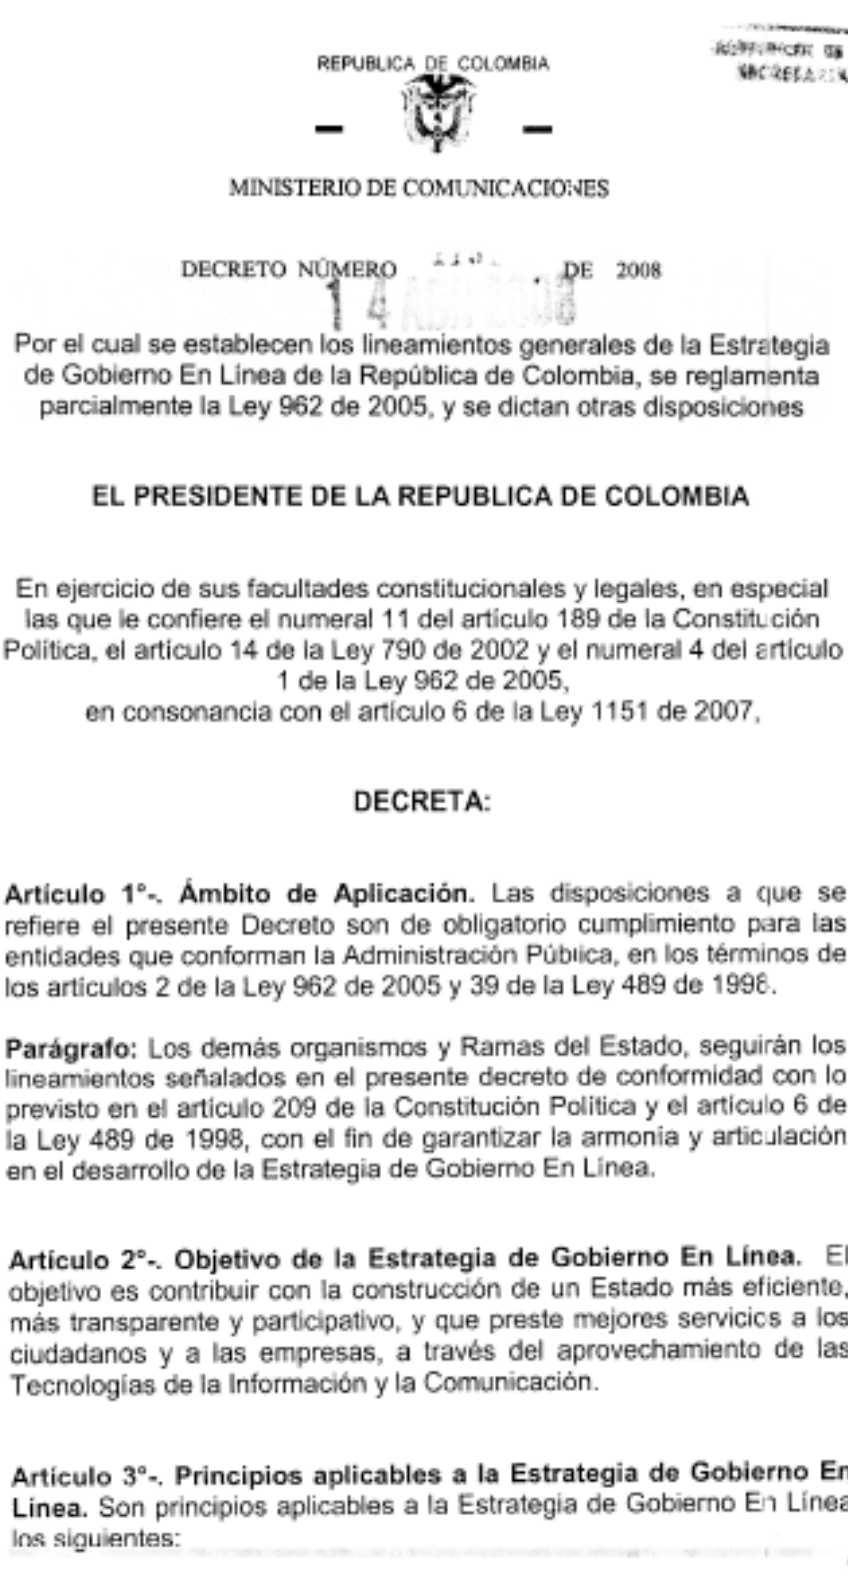 REPUBLICA DE COLOMBIA
MINISTERIO DE COMUNICACIONES
DECRETO NÚMERO DE 2008
14 ABR 2008
Por el cual se establecen los lineamientos generales de la Estrategia
de Gobierno En Línea de la República de Colombia, se reglamenta
parcialmente la Ley 962 de 2005, y se dictan otras disposiciones
EL PRESIDENTE DE LA REPUBLICA DE COLOMBIA
En ejercicio de sus facultades constitucionales y legales, en especial
las que le confiere el numeral 11 del artículo 189 de la Constitución
Política, el artículo 14 de la Ley 790 de 2002 y el numeral 4 del artículo
1 de la Ley 962 de 2005,
en consonancia con el artículo 6 de la Ley 1151 de 2007,
DECRETA:
Artículo 1°-. Ámbito de Aplicación. Las disposiciones a que se
refiere el presente Decreto son de obligatorio cumplimiento para las
entidades que conforman la Administración Pública, en los términos de
los artículos 2 de la Ley 962 de 2005 y 39 de la Ley 489 de 1998.
Parágrafo: Los demás organismos y Ramas del Estado, seguirán los
lineamientos señalados en el presente decreto de conformidad con lo
previsto en el artículo 209 de la Constitución Política y el artículo 6 de
la Ley 489 de 1998, con el fin de garantizar la armonía y articulación
en el desarrollo de la Estrategia de Gobierno En Línea.
Artículo 2°-. Objetivo de la Estrategia de Gobierno En Línea. El
objetivo es contribuir con la construcción de un Estado más eficiente,
más transparente y participativo, y que preste mejores servicios a los
ciudadanos y a las empresas, a través del aprovechamiento de las
Tecnologías de la Información y la Comunicación.
Artículo 3°-. Principios aplicables a la Estrategia de Gobierno En
Línea. Son principios aplicables a la Estrategia de Gobierno En Línea
los siguientes: